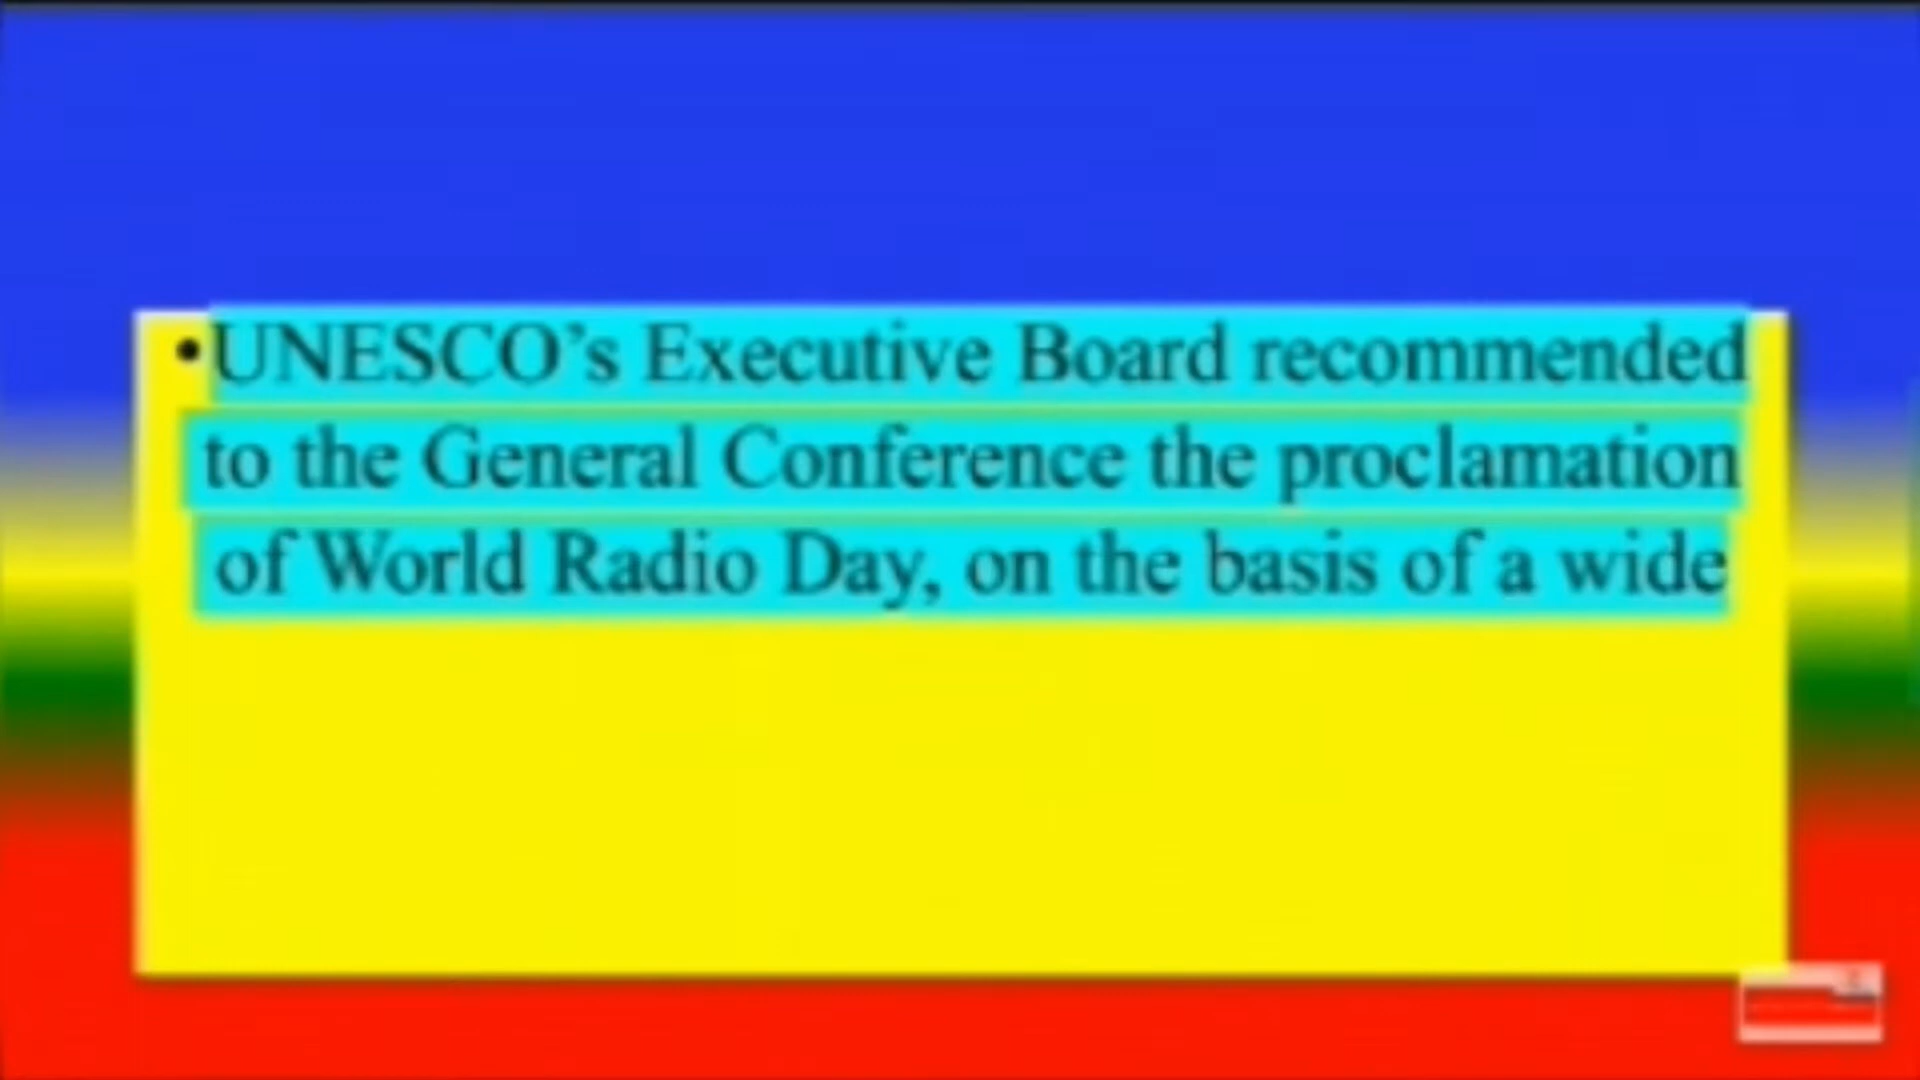 •UNESCO’s Executive Board recommended
to the General Conference the proclamation
of World Radio Day, on the basis of a wide